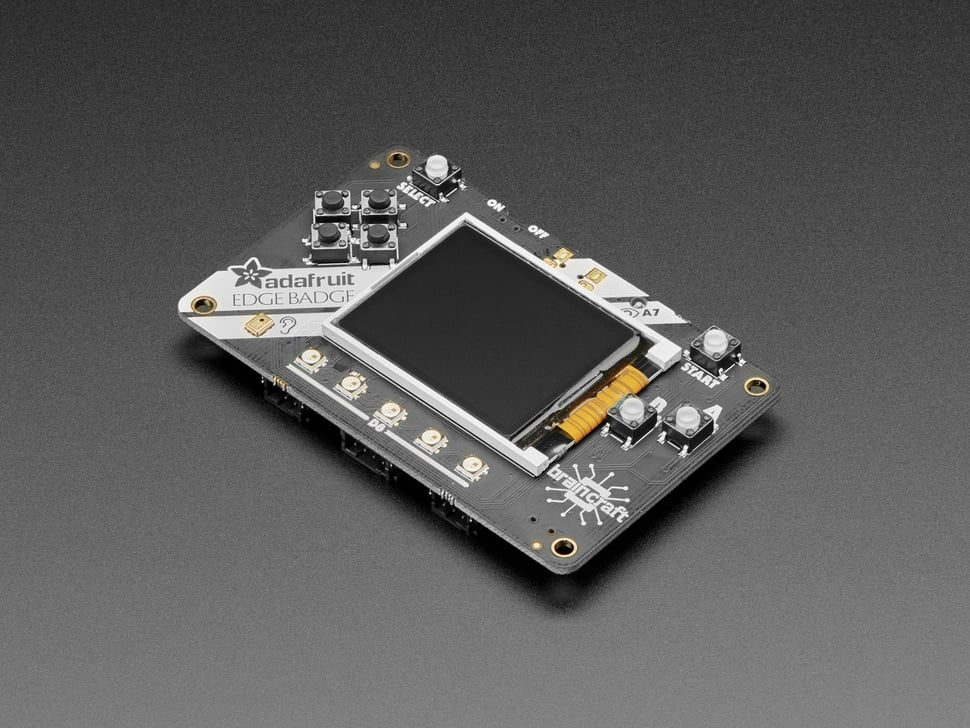 SELECT
ON
OFF
adafruit
EDGE BADGE
A7
START
B
A
D8
braincraft